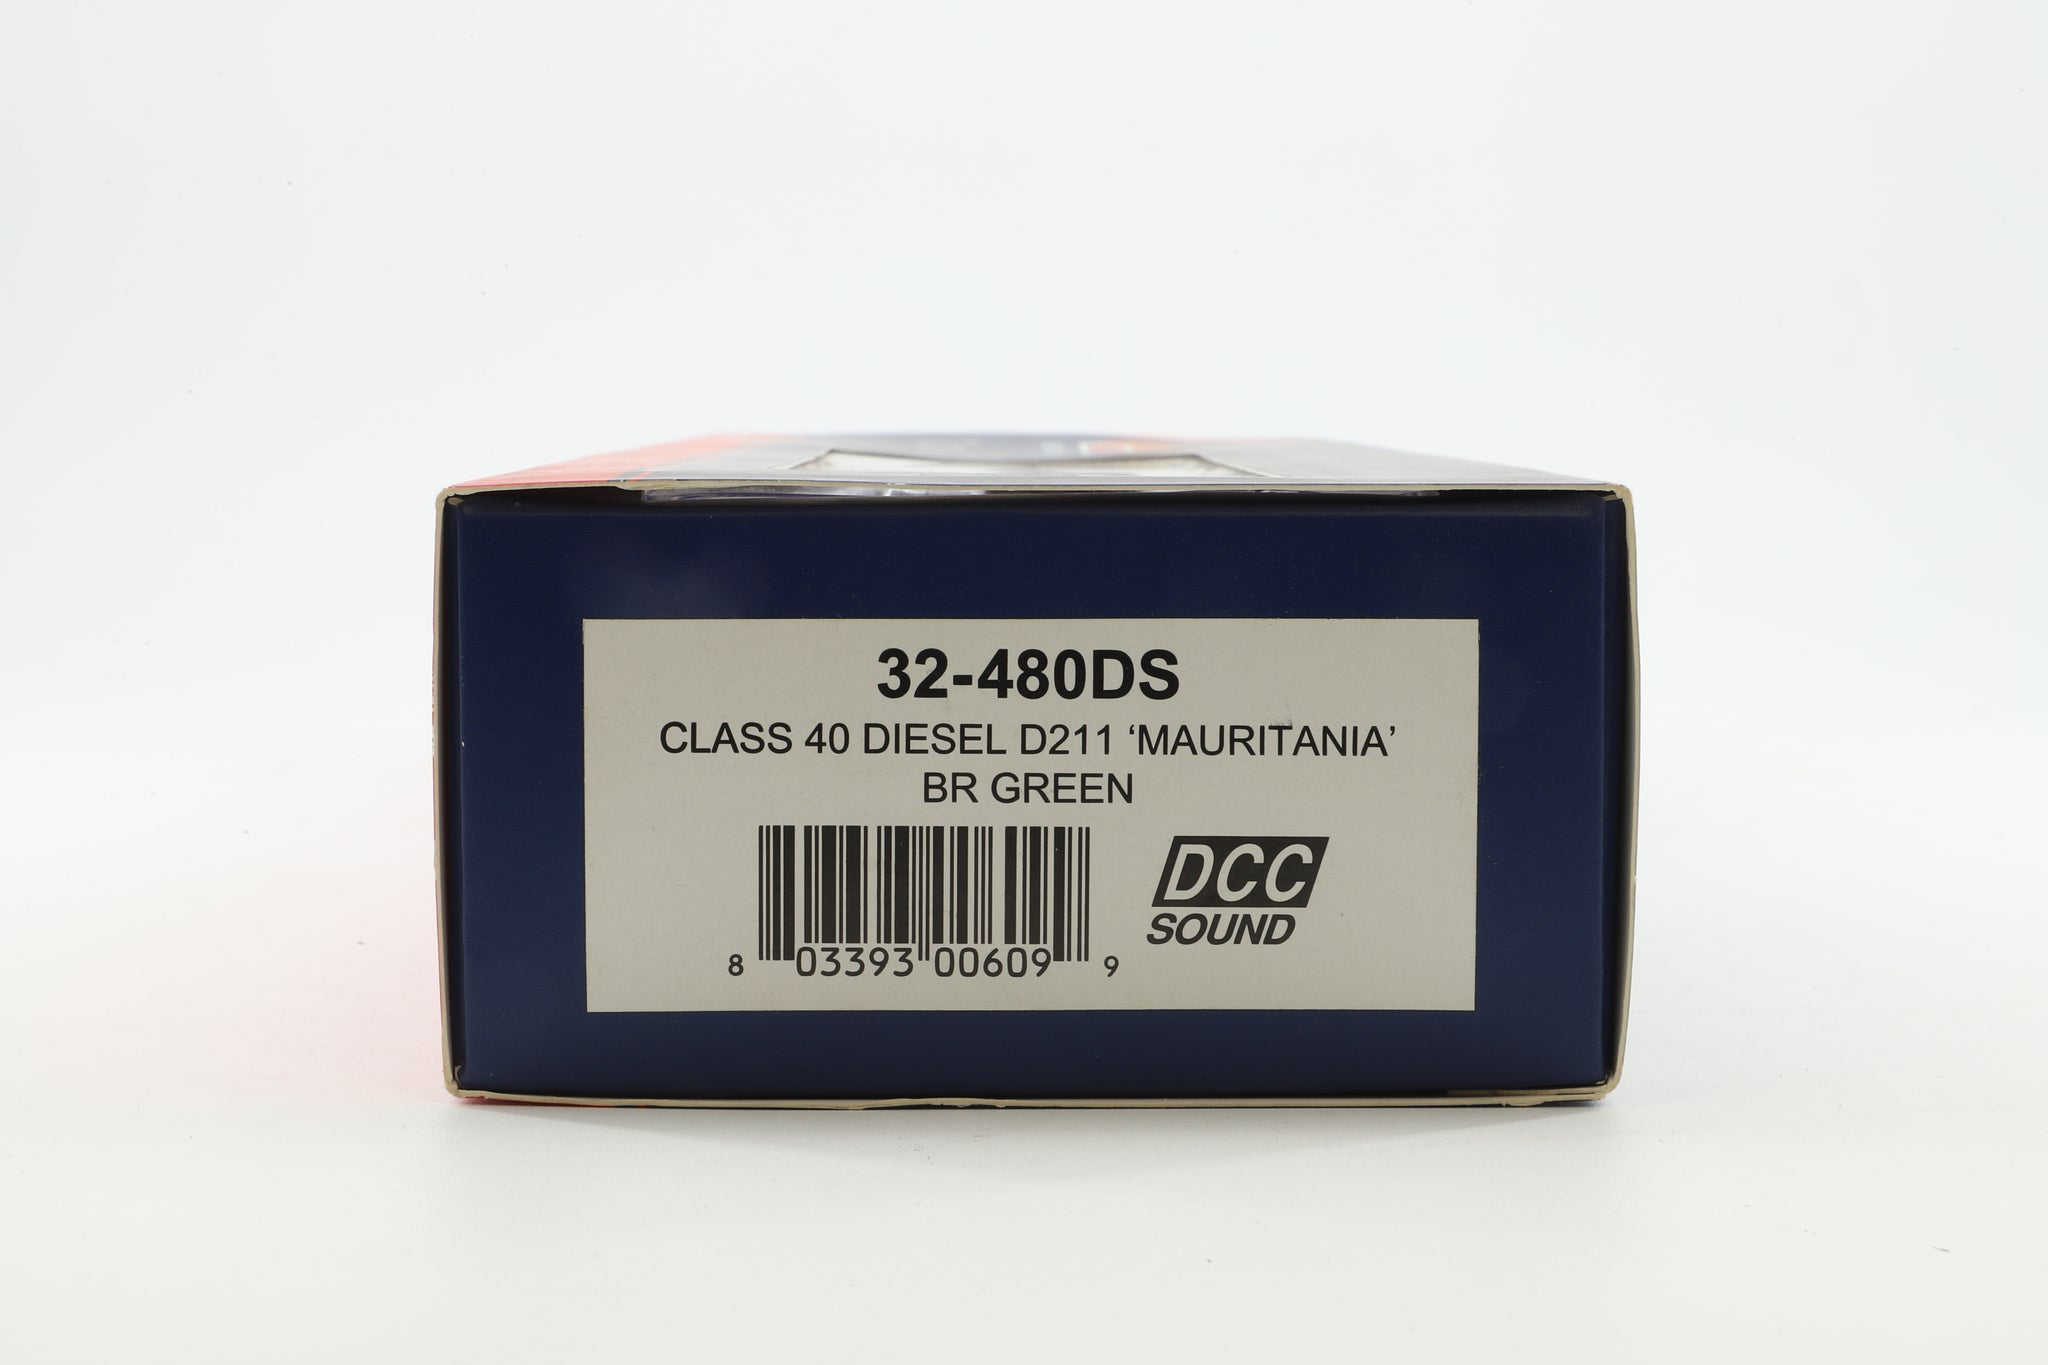 32-480DS
CLASS 40 DIESEL D211 ‘MAURITANIA’
BR GREEN
DCC
SOUND
8 03393 00609 9